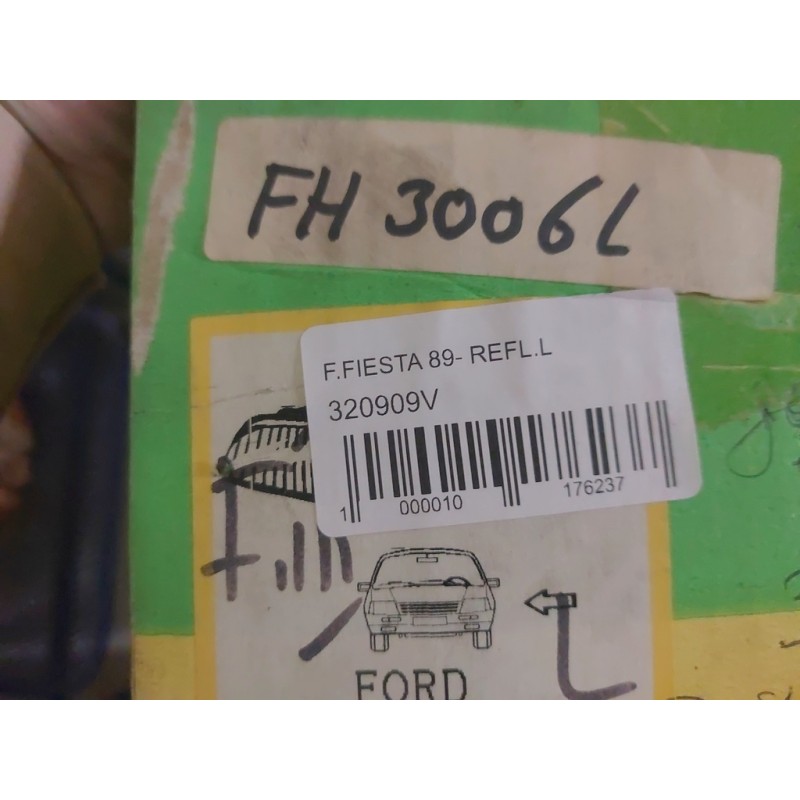 FH 3006L
F.FIESTA 89- REFL.L
320909V
1 000010 176237
FORD
L